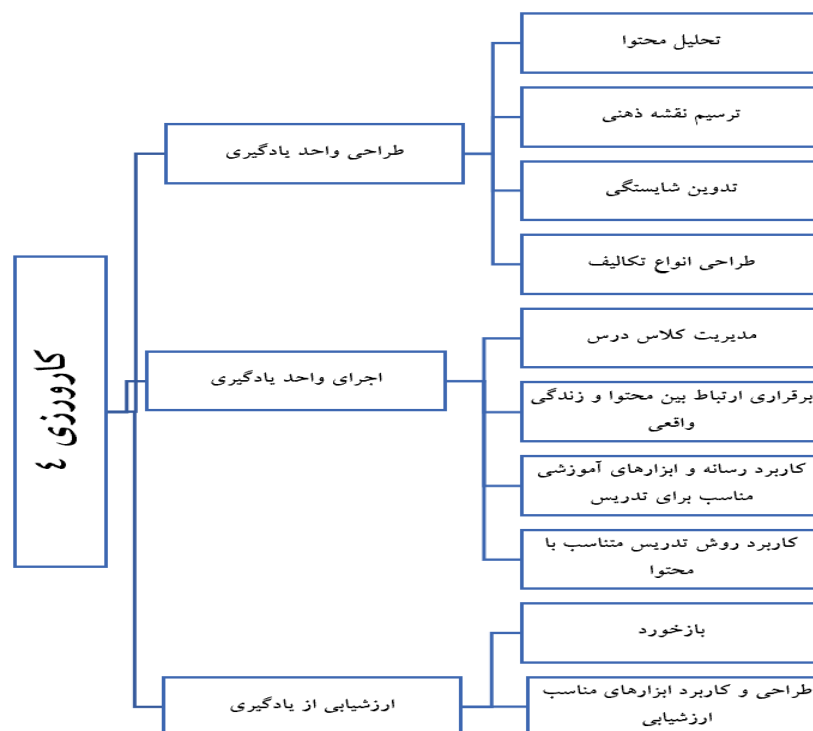 کارورزی ٤
طراحی واحد یادگیری
تحلیل محتوا
ترسیم نقشه ذهنی
تدوین شایستگی
طراحی انواع تکالیف
اجرای واحد یادگیری
مدیریت کلاس درس
برقراری ارتباط بین محتوا و زندگی
واقعی
کاربرد رسانه و ابزارهای آموزشی
مناسب برای تدریس
کاربرد روش تدریس متناسب با
محتوا
ارزشیابی از یادگیری
بازخورد
طراحی و کاربرد ابزارهای مناسب
ارزشیابی